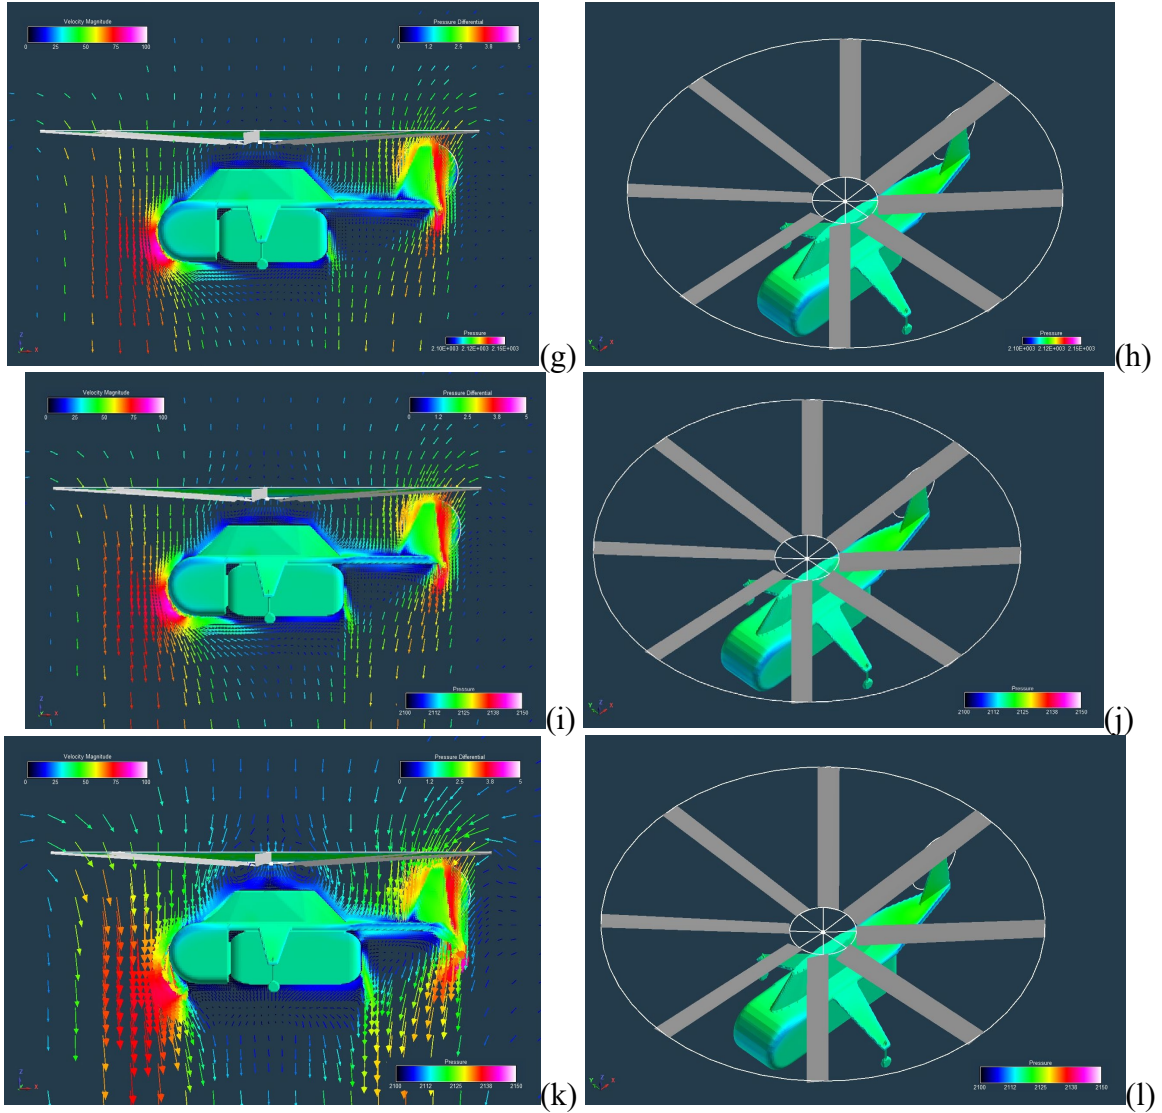 Velocity Magnitude
0 25 50 75 100
Pressure Differential
0 1.2 2.5 3.8 5
Pressure
2.10E+003 2.12E+003 2.15E+003
Z
Y X
(g)
Pressure
2.10E+003 2.12E+003 2.15E+003
Y Z X
(h)
Velocity Magnitude
0 25 50 75 100
Pressure Differential
0 1.2 2.5 3.8 5
Pressure
2100 2112 2125 2138 2150
Z
Y X
(i)
Pressure
2100 2112 2125 2138 2150
Y Z X
(j)
Velocity Magnitude
0 25 50 75 100
Pressure Differential
0 1.2 2.5 3.8 5
Pressure
2100 2112 2125 2138 2150
Z
Y X
(k)
Pressure
2100 2112 2125 2130 2150
Y Z X
(l)